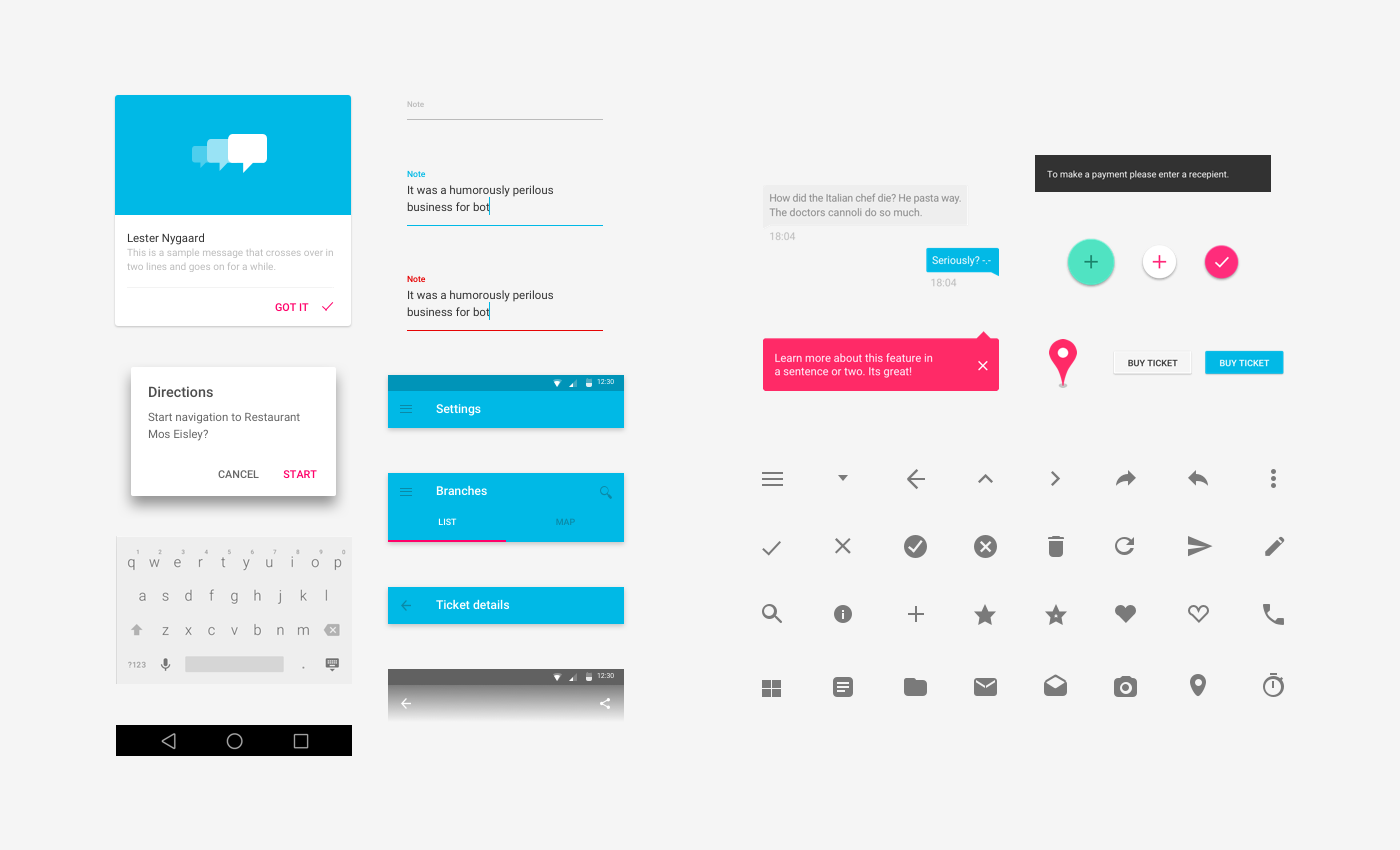 Lester Nygaard
This is a sample message that crosses over in
two lines and goes on for a while.
GOT IT
Directions
Start navigation to Restaurant
Mos Eisley?
CANCEL START
1 2 3 4 5 6 7 8 9 0
q w e r t y u i o p
a s d f g h j k l
z x c v b n m
?123 .
Note
Note
It was a humorously perilous
business for bot
Note
It was a humorously perilous
business for bot
12:30
Settings
Branches
LIST MAP
Ticket details
12:30
How did the Italian chef die? He pasta way.
The doctors cannoli do so much.
18:04
Seriously? -.-
18:04
Learn more about this feature in
a sentence or two. Its great!
To make a payment please enter a recepient.
BUY TICKET BUY TICKET